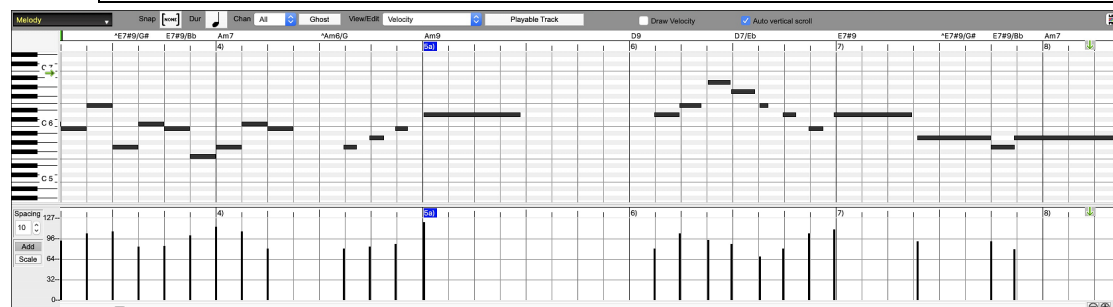 Melody Snap [NONE] Dur Chan All Ghost View/Edit Velocity Playable Track Draw Velocity Auto vertical scroll
^E7#9/G# E7#9/Bb Am7 ^Am6/G Am9 D9 D7/Eb E7#9 ^E7#9/G# E7#9/Bb Am7
4) 5a) 6) 7) 8)
C 6
C 5
4) 5a) 6) 7) 8)
Spacing
10
Add
Scale
127
96
64
32
0